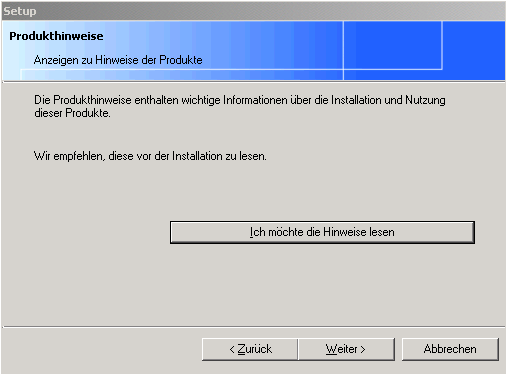 Setup
Produkthinweise
Anzeigen zu Hinweise der Produkte
Die Produkthinweise enthalten wichtige Informationen über die Installation und Nutzung
dieser Produkte.
Wir empfehlen, diese vor der Installation zu lesen.
Ich möchte die Hinweise lesen
< Zurück Weiter > Abbrechen